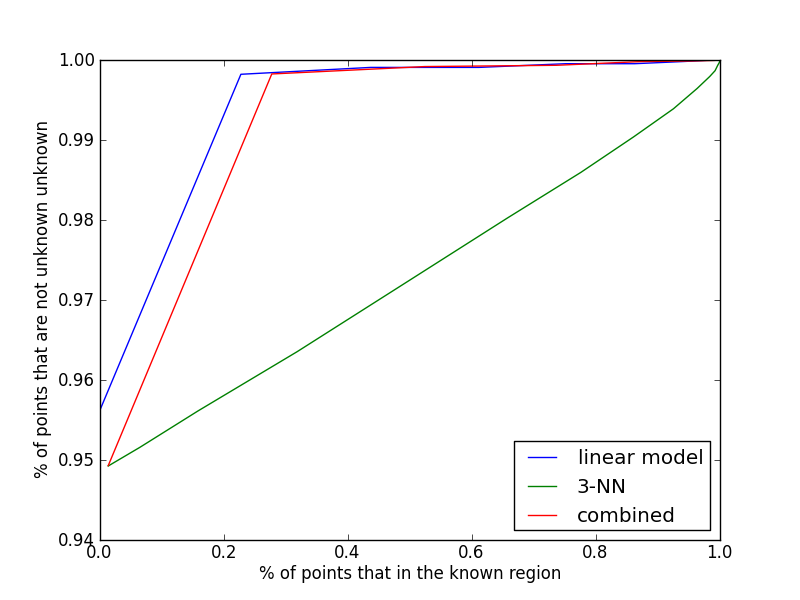 1.00
0.99
0.98
0.97
0.96
0.95
0.94
% of points that are not unknown unknown
0.0
0.2
0.4
0.6
0.8
1.0
% of points that in the known region
linear model
3-NN
combined